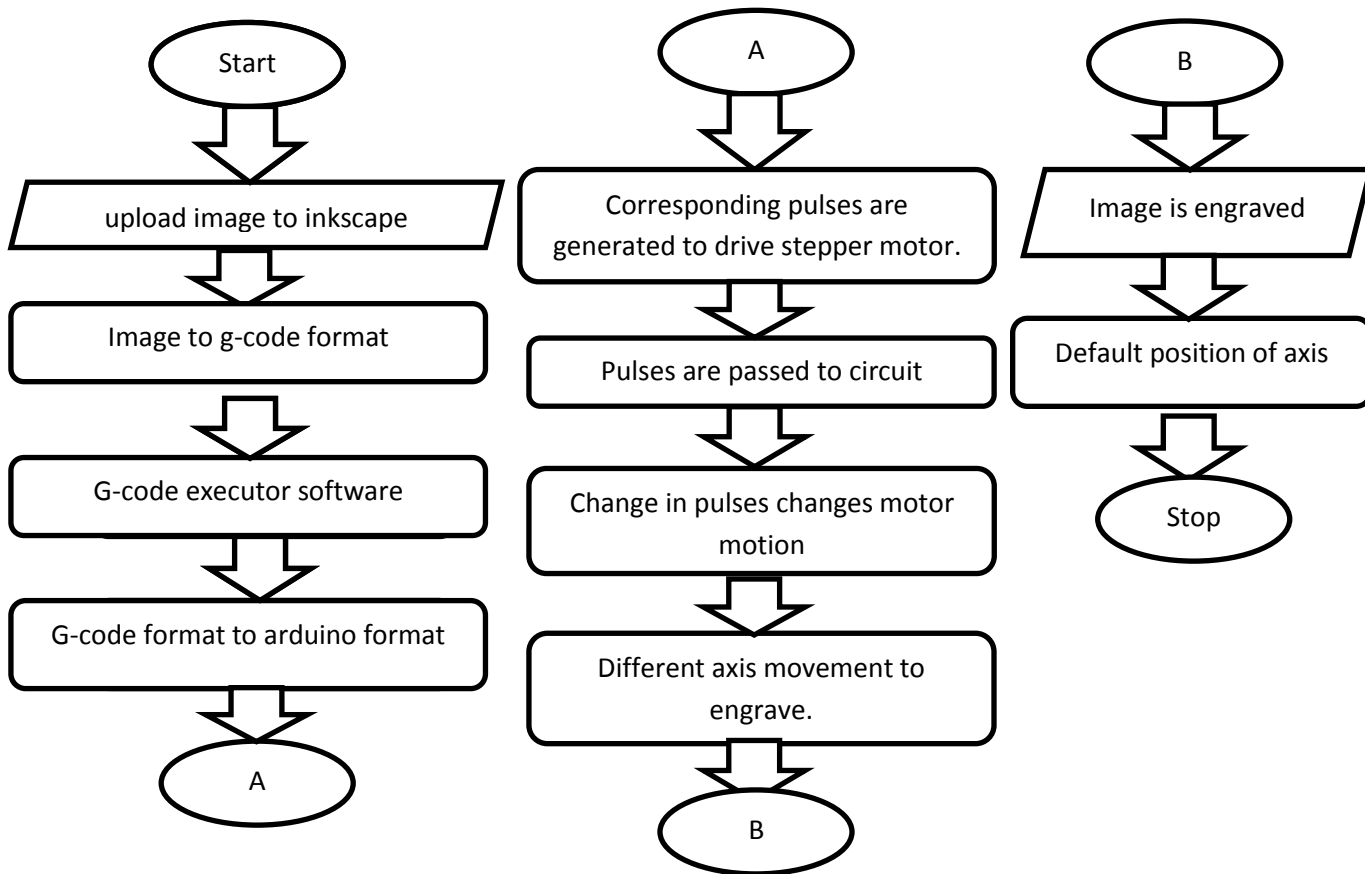 Start
upload image to inkscape
Image to g-code format
G-code executor software
G-code format to arduino format
A
A
Corresponding pulses are
generated to drive stepper motor.
Pulses are passed to circuit
Change in pulses changes motor
motion
Different axis movement to
engrave.
B
B
Image is engraved
Default position of axis
Stop